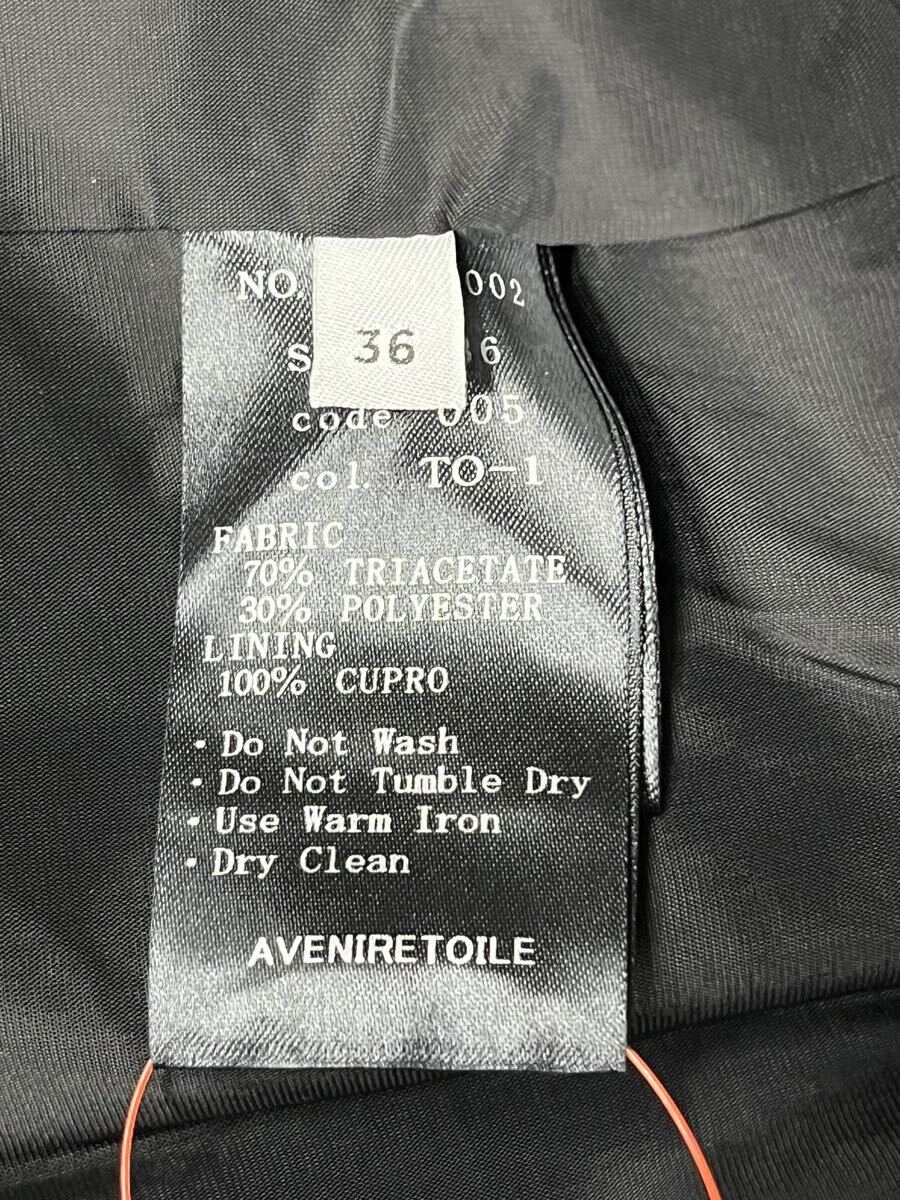 NO. 002
36
S 36
code 005
col. TO-1
FABRIC
70% TRIACETATE
30% POLYESTER
LINING
100% CUPRO
・Do Not Wash
・Do Not Tumble Dry
・Use Warm Iron
・Dry Clean
AVENIRETOILE